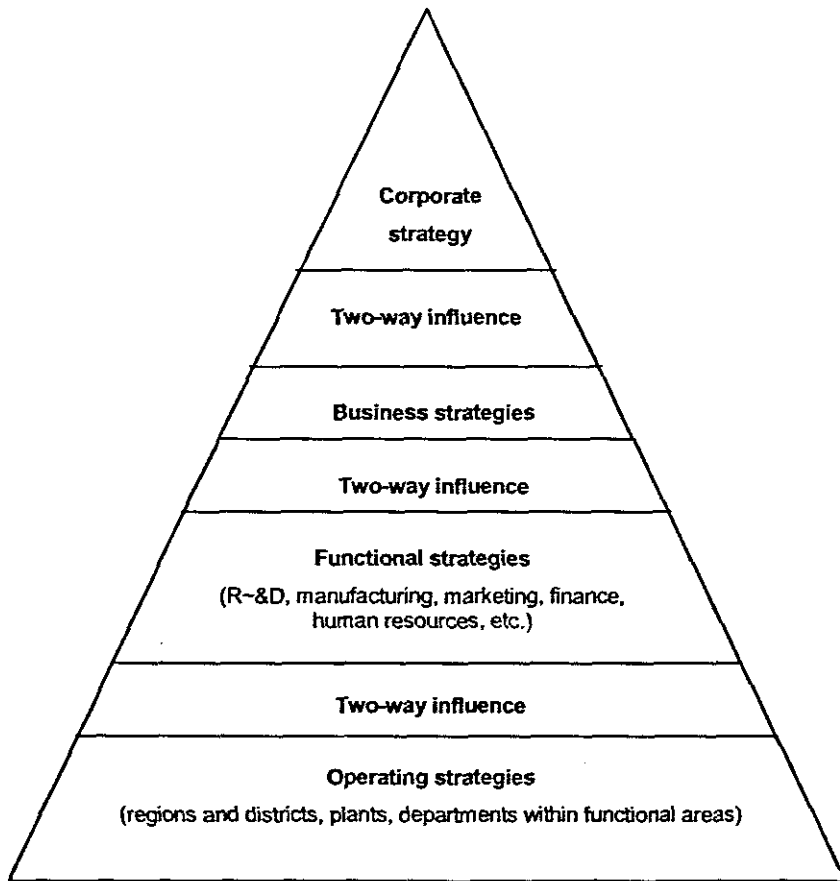 Corporate
strategy
Two-way influence
Business strategies
Two-way influence
Functional strategies
(R~&D, manufacturing, marketing, finance,
human resources, etc.)
Two-way influence
Operating strategies
(regions and districts, plants, departments within functional areas)